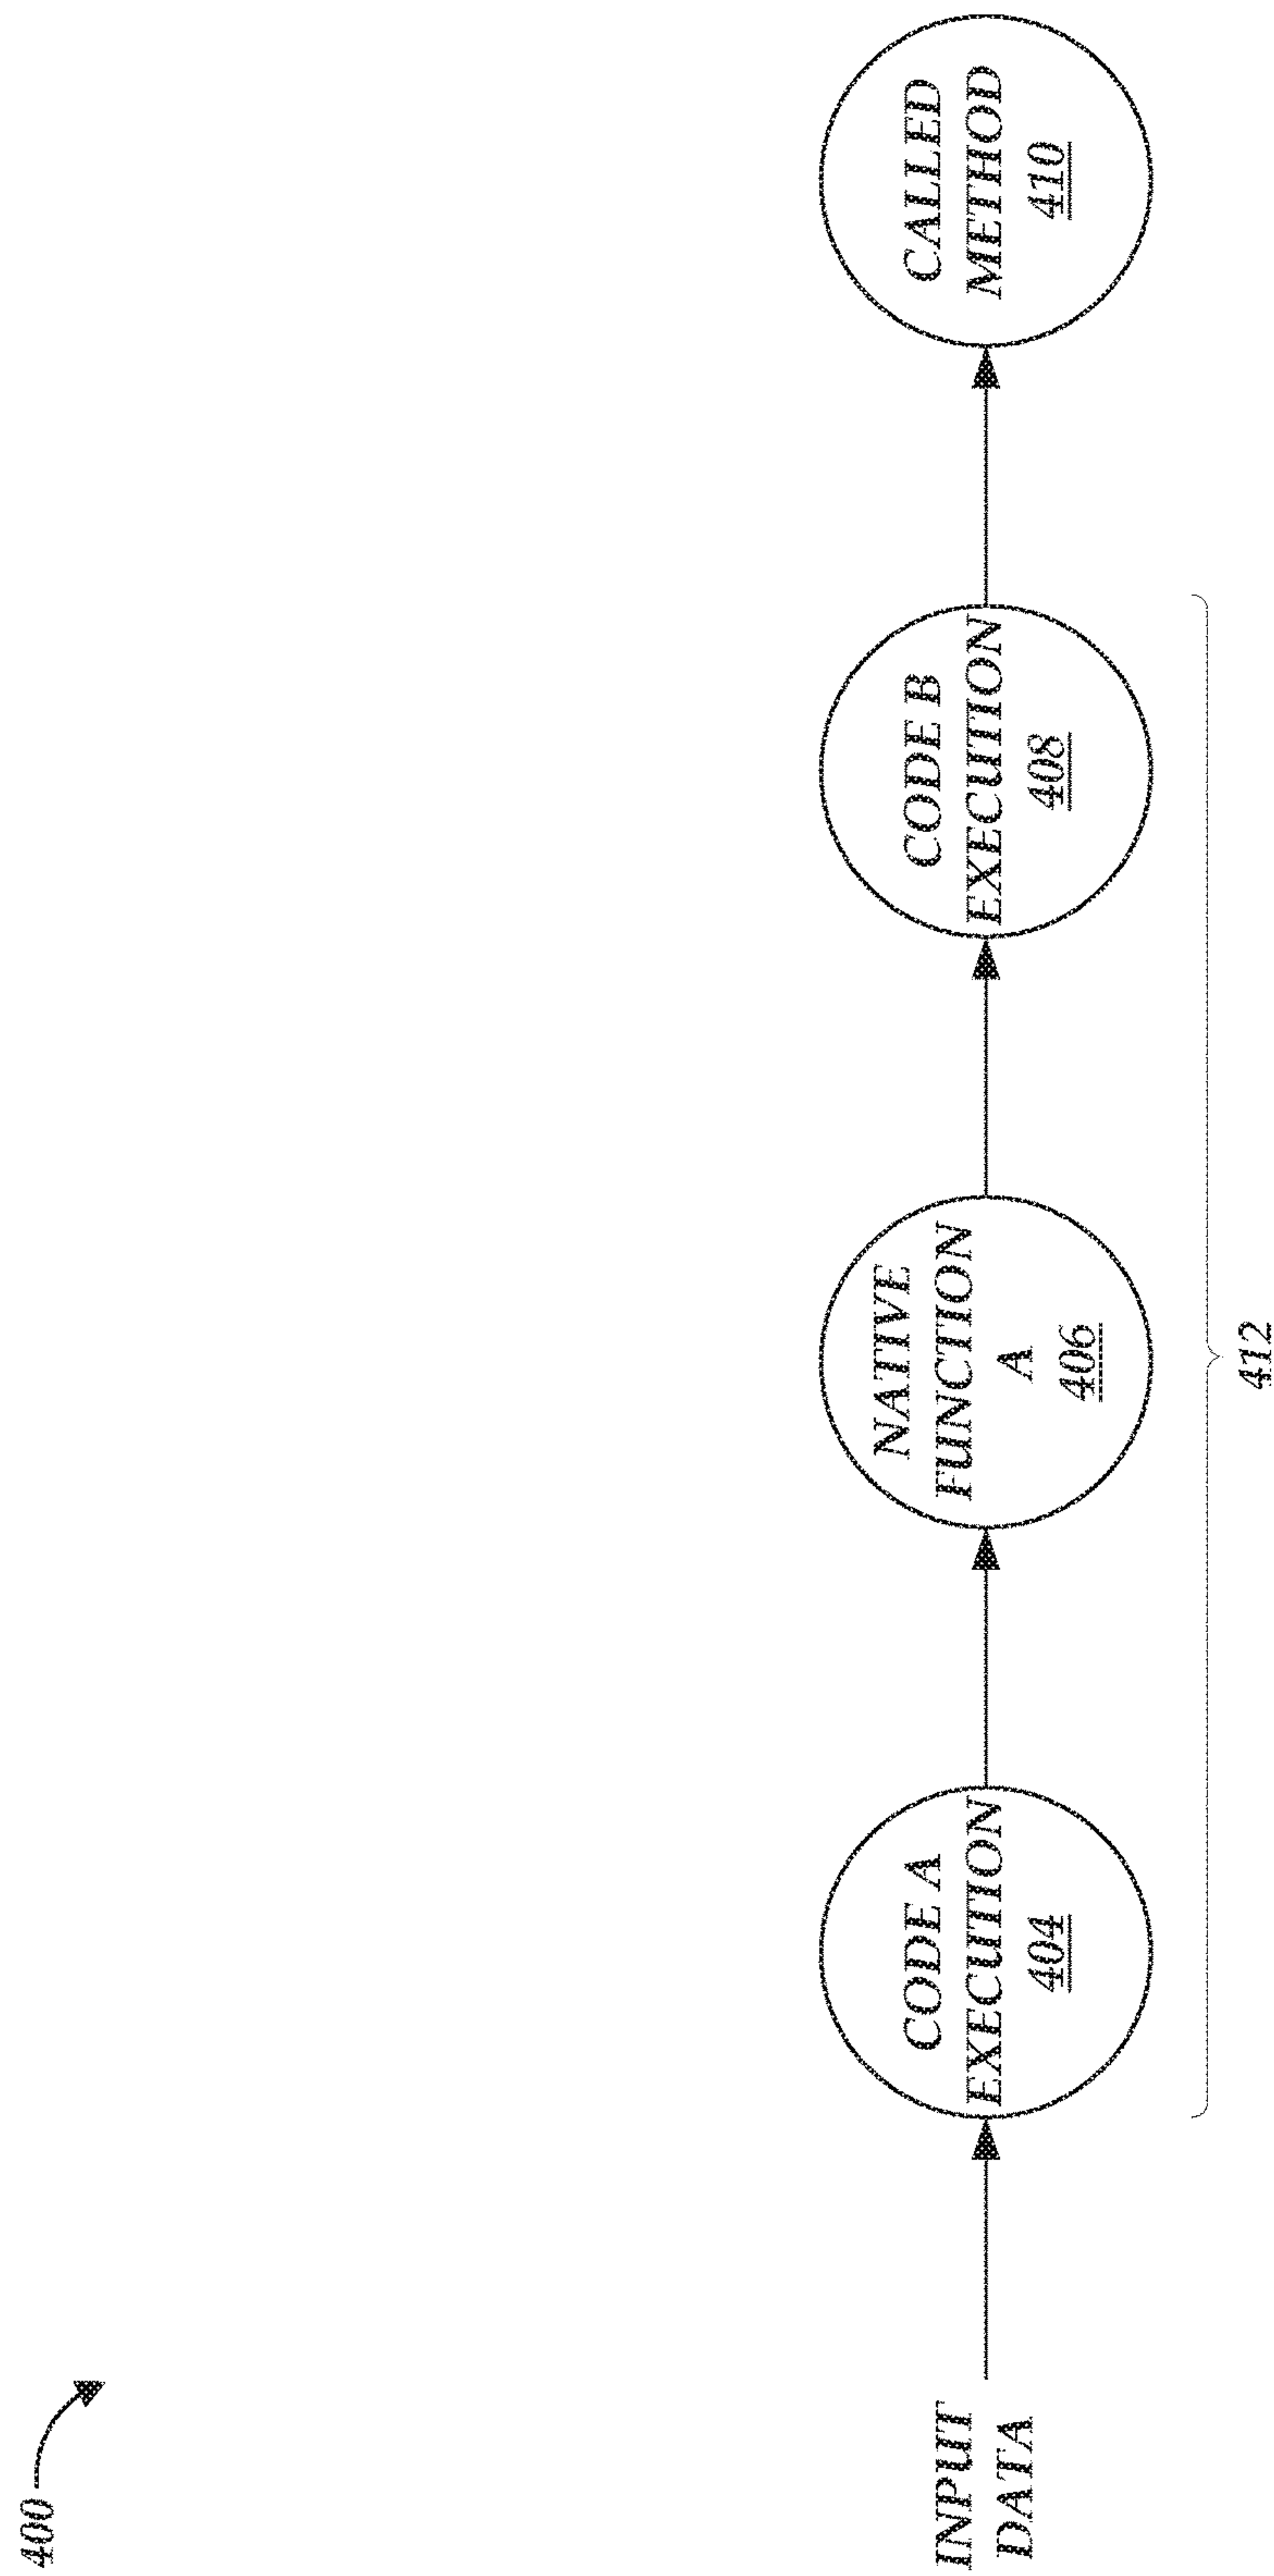 400
INPUT
DATA
CODE A
EXECUTION
404
NATIVE
FUNCTION
A
406
CODE B
EXECUTION
408
CALLED
METHOD
410
412